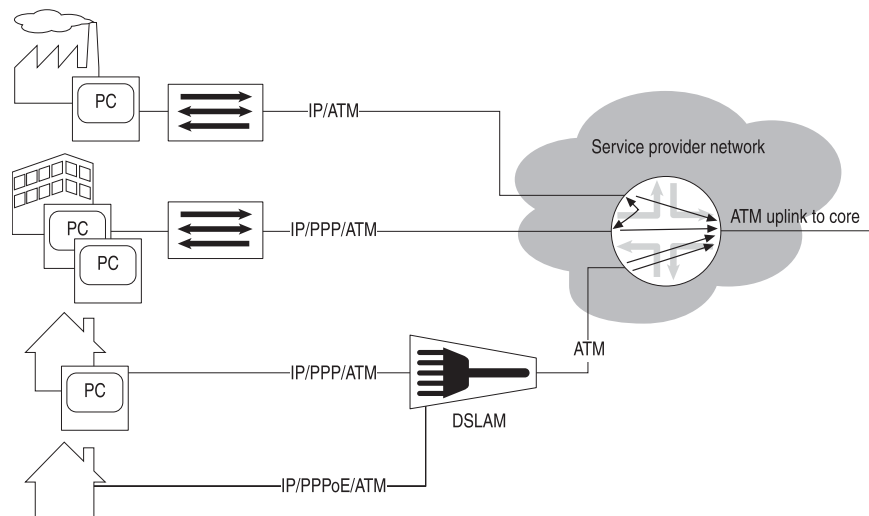 PC
IP/ATM
Service provider network
PC
PC
IP/PPP/ATM
ATM uplink to core
PC
IP/PPP/ATM
ATM
DSLAM
IP/PPPoE/ATM